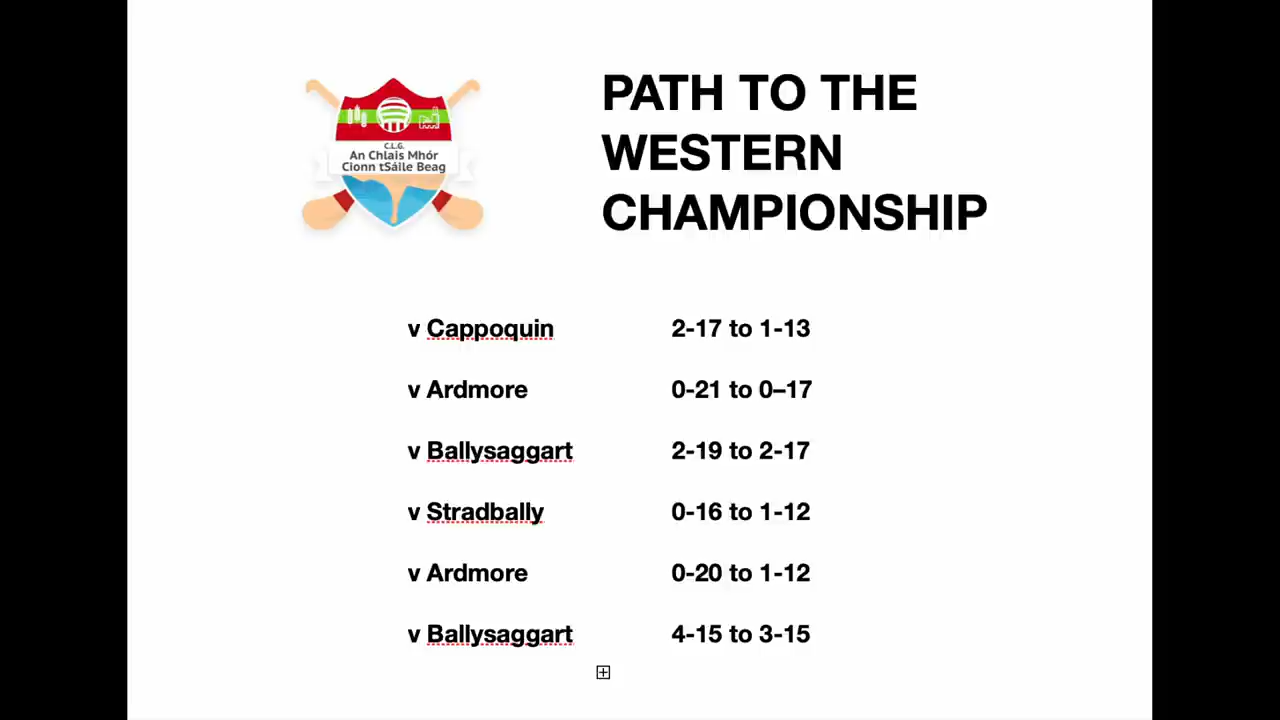 C.L.G.
An Chlais Mhór
Cionn tSáile Beag
PATH TO THE
WESTERN
CHAMPIONSHIP
v Cappoquin 2-17 to 1-13
v Ardmore 0-21 to 0–17
v Ballysaggart 2-19 to 2-17
v Stradbally 0-16 to 1-12
v Ardmore 0-20 to 1-12
v Ballysaggart 4-15 to 3-15